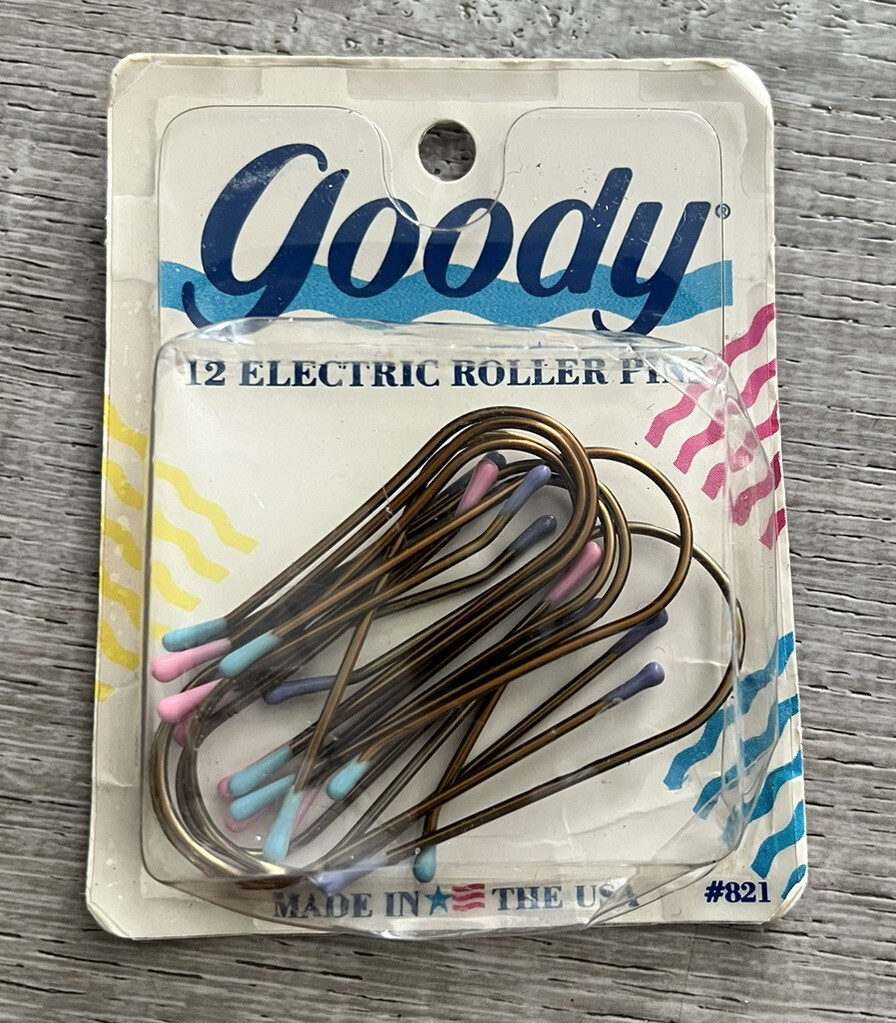 goody®
12 ELECTRIC ROLLER PINS
MADE IN THE USA
#821